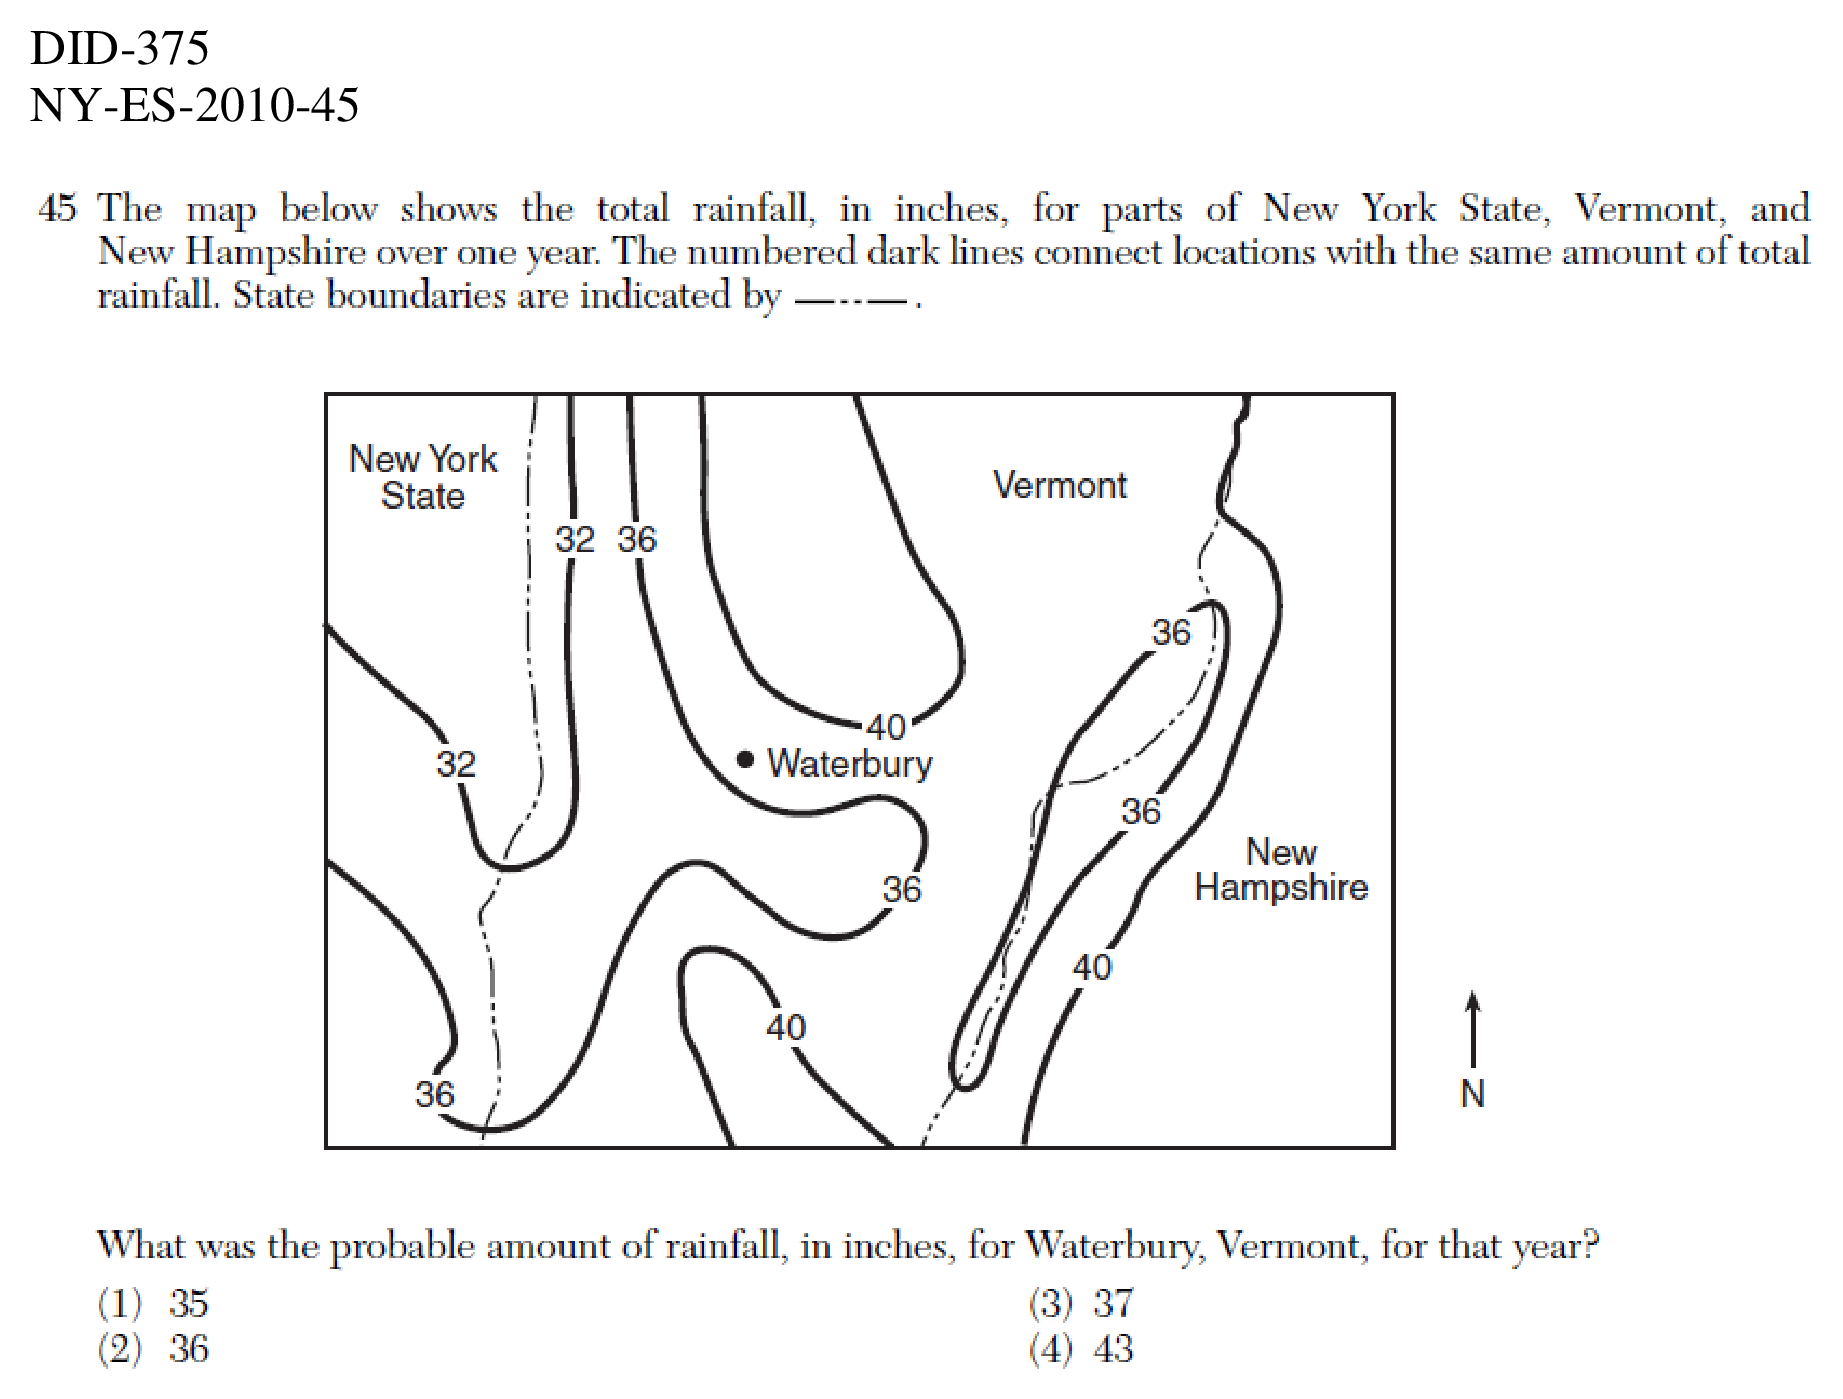 DID-375
NY-ES-2010-45
45 The map below shows the total rainfall, in inches, for parts of New York State, Vermont, and
New Hampshire over one year. The numbered dark lines connect locations with the same amount of total
rainfall. State boundaries are indicated by —---— .
New York
State
Vermont
32 36
36
32
40
Waterbury
36
New
Hampshire
36
40
40
36
N
What was the probable amount of rainfall, in inches, for Waterbury, Vermont, for that year?
(1) 35
(3) 37
(2) 36
(4) 43